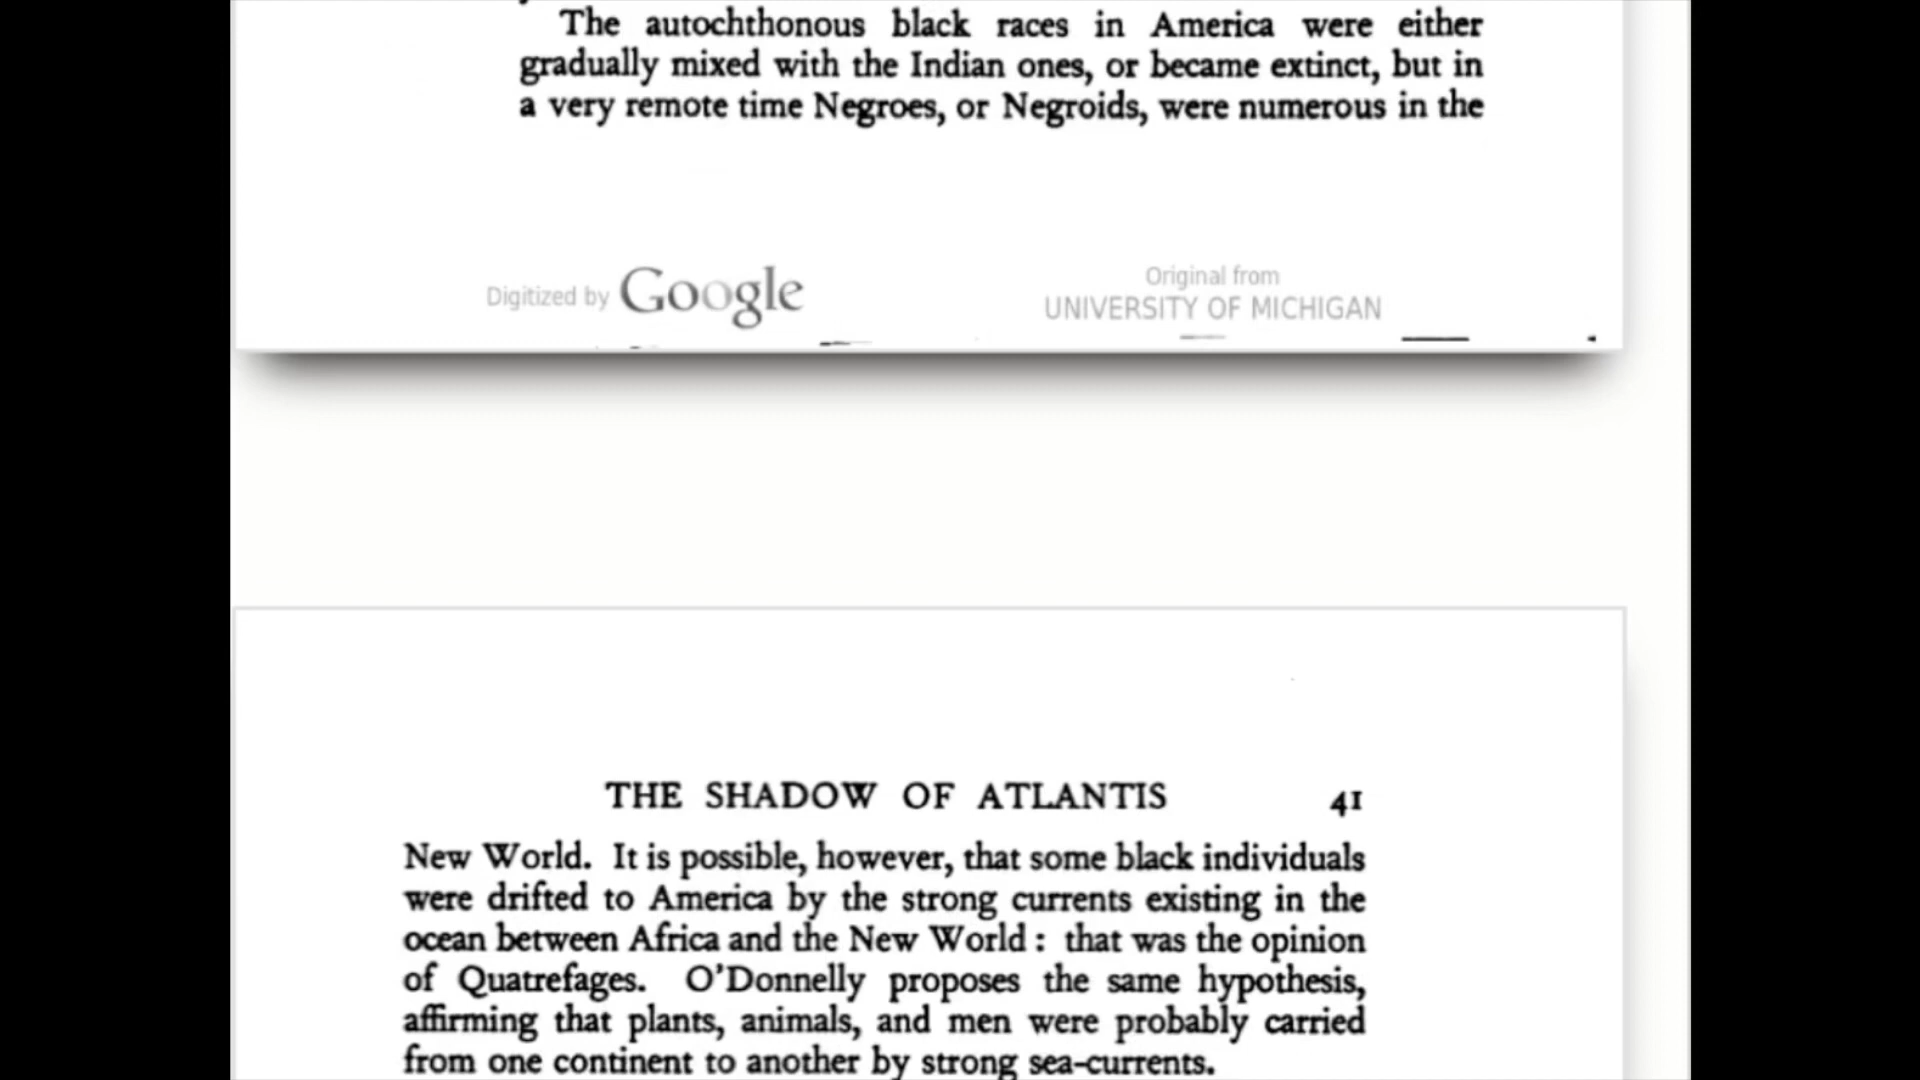 The autochthonous black races in America were either
gradually mixed with the Indian ones, or became extinct, but in
a very remote time Negroes, or Negroids, were numerous in the
Digitized by Google
Original from
UNIVERSITY OF MICHIGAN
THE SHADOW OF ATLANTIS 41
New World. It is possible, however, that some black individuals
were drifted to America by the strong currents existing in the
ocean between Africa and the New World : that was the opinion
of Quatrefages. O'Donnelly proposes the same hypothesis,
affirming that plants, animals, and men were probably carried
from one continent to another by strong sea-currents.